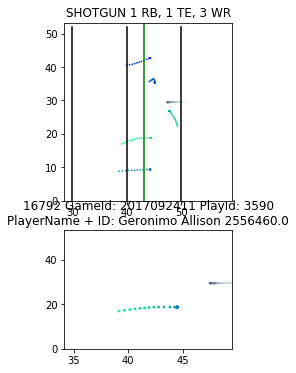 SHOTGUN 1 RB, 1 TE, 3 WR
50
40
30
20
10
0
30 40 50
16792 GameId: 2017092411 PlayId: 3590
PlayerName + ID: Geronimo Allison 2556460.0
40
20
0
35 40 45